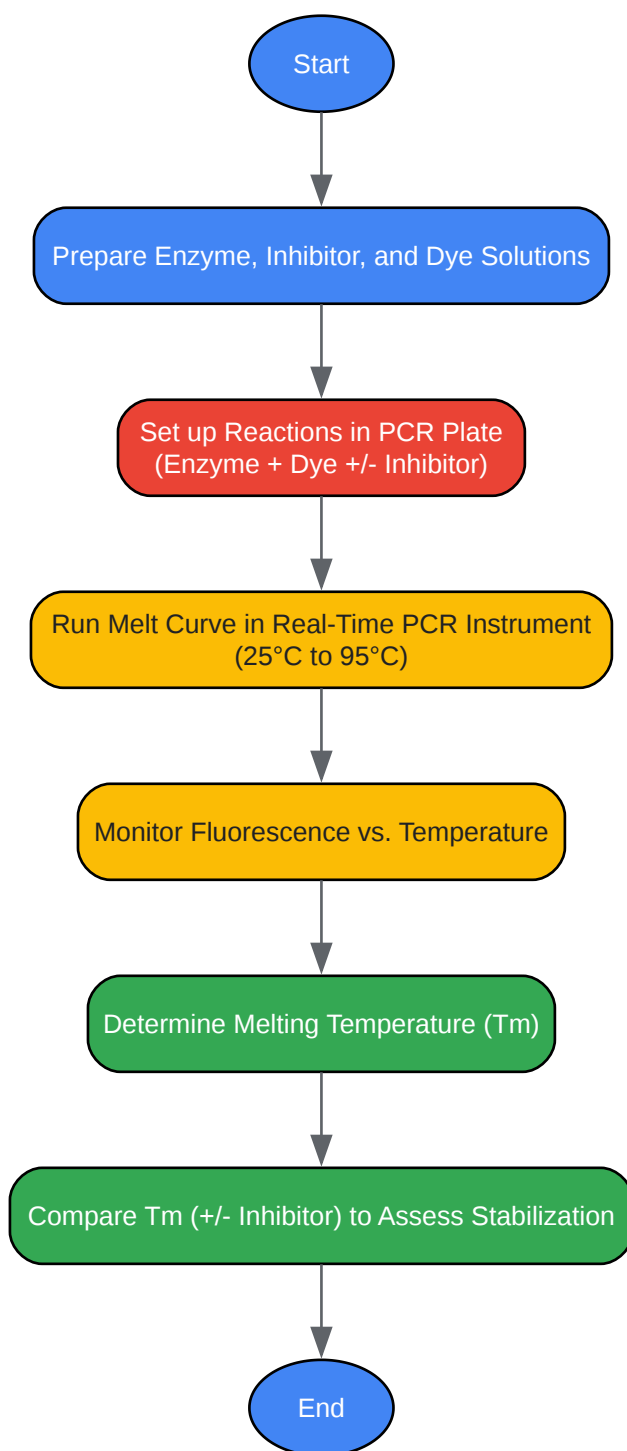 Start
Prepare Enzyme, Inhibitor, and Dye Solutions
Set up Reactions in PCR Plate
(Enzyme + Dye +/- Inhibitor)
Run Melt Curve in Real-Time PCR Instrument
(25°C to 95°C)
Monitor Fluorescence vs. Temperature
Determine Melting Temperature (Tm)
Compare Tm (+/- Inhibitor) to Assess Stabilization
End